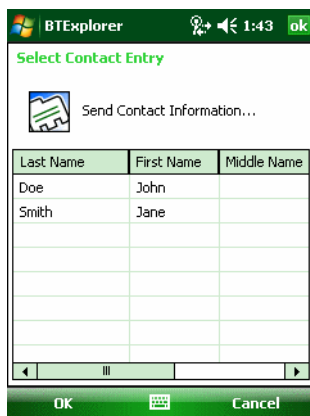 BTExplorer 1:43 ok
Select Contact Entry
Send Contact Information...
Last Name First Name Middle Name
Doe John
Smith Jane
OK Cancel